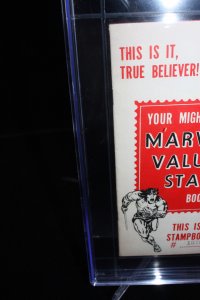 THIS IS IT,
TRUE BELIEVER!
YOUR MIGH
MARV
VALU
STA
BOO
THIS IS
STAMPBO
#